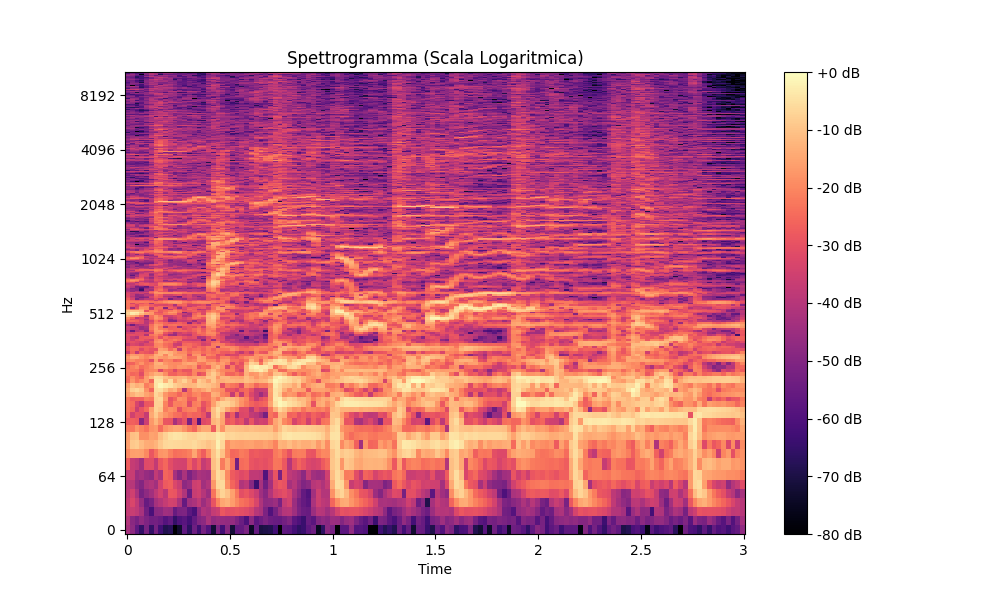 Spettrogramma (Scala Logaritmica)
Hz
8192
4096
2048
1024
512
256
128
64
0
0 0.5 1 1.5 2 2.5 3
Time
+0 dB
-10 dB
-20 dB
-30 dB
-40 dB
-50 dB
-60 dB
-70 dB
-80 dB